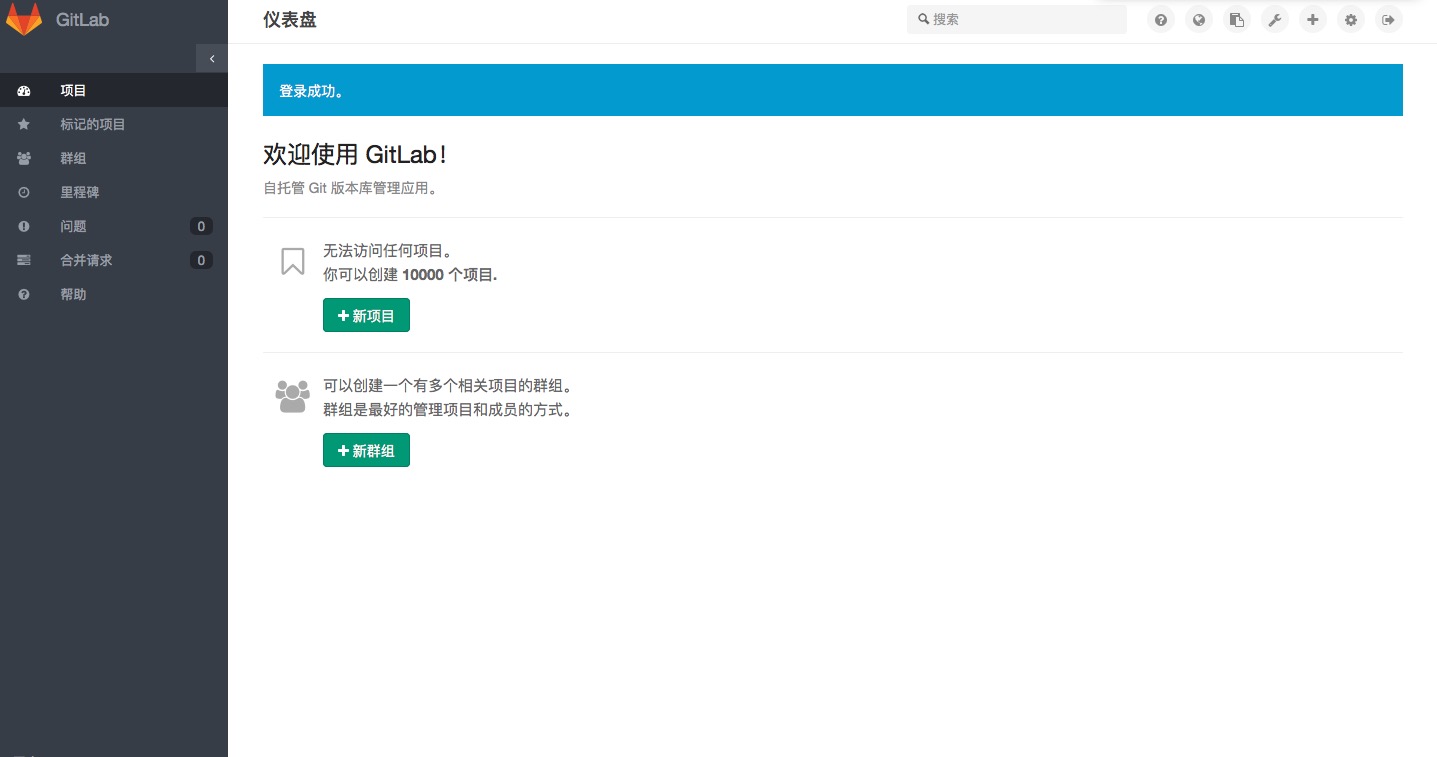 GitLab
仪表盘
搜索
项目
标记的项目
群组
里程碑
问题 0
合并请求 0
帮助
登录成功。
欢迎使用 GitLab！
自托管 Git 版本库管理应用。
无法访问任何项目。
你可以创建 10000 个项目.
新项目
可以创建一个有多个相关项目的群组。
群组是最好的管理项目和成员的方式。
新群组